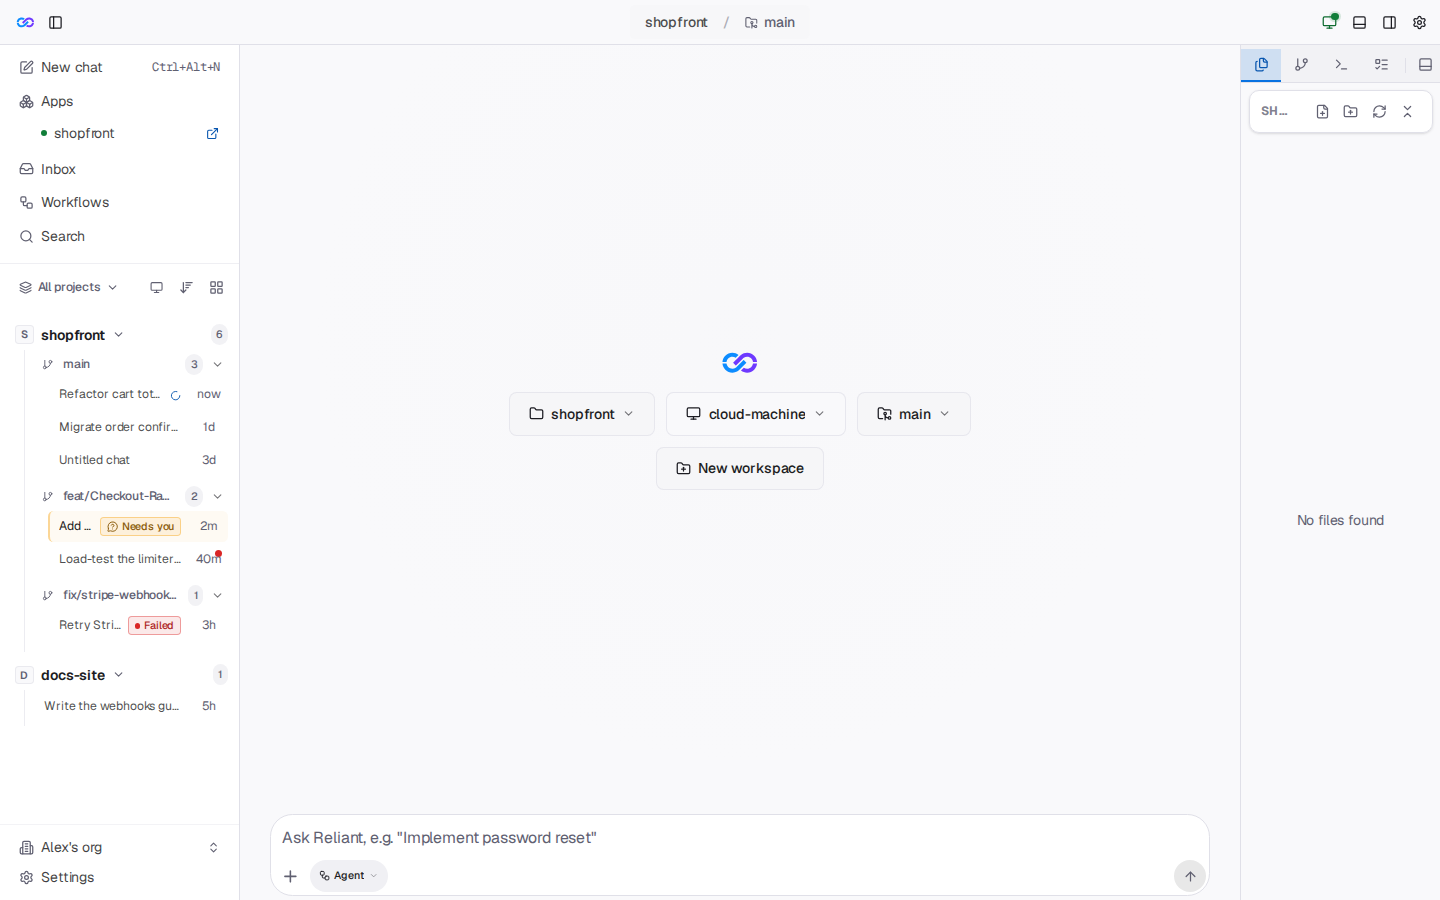 shopfront / main
New chat Ctrl+Alt+N
Apps
shopfront
Inbox
Workflows
Search
All projects
S shopfront 6
main 3
Refactor cart tot... now
Migrate order confir... 1d
Untitled chat 3d
feat/Checkout-Ra... 2
Add ... Needs you 2m
Load-test the limiter... 40m
fix/stripe-webhook... 1
Retry Stri... Failed 3h
D docs-site 1
Write the webhooks gu... 5h
Alex's org
Settings
shopfront cloud-machine main
New workspace
Ask Reliant, e.g. "Implement password reset"
Agent
SH...
No files found